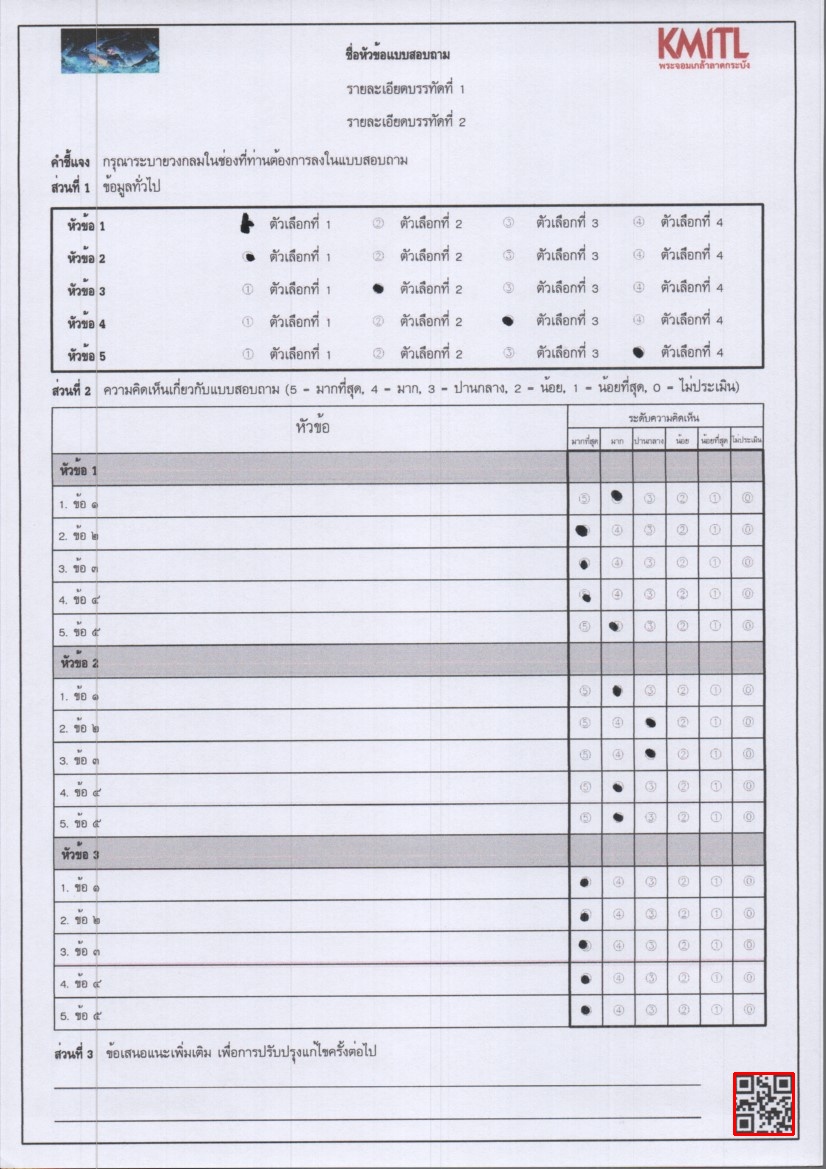 KMITL
พระจอมเกล้าลาดกระบัง
ชื่อหัวข้อแบบสอบถาม
รายละเอียดบรรทัดที่ 1
รายละเอียดบรรทัดที่ 2
คำชี้แจง กรุณาระบายวงกลมในช่องที่ท่านต้องการลงในแบบสอบถาม
ส่วนที่ 1 ข้อมูลทั่วไป
หัวข้อ 1 ตัวเลือกที่ 1 ② ตัวเลือกที่ 2 ③ ตัวเลือกที่ 3 ④ ตัวเลือกที่ 4
หัวข้อ 2 ตัวเลือกที่ 1 ② ตัวเลือกที่ 2 ③ ตัวเลือกที่ 3 ④ ตัวเลือกที่ 4
หัวข้อ 3 ① ตัวเลือกที่ 1 ตัวเลือกที่ 2 ③ ตัวเลือกที่ 3 ④ ตัวเลือกที่ 4
หัวข้อ 4 ① ตัวเลือกที่ 1 ② ตัวเลือกที่ 2 ตัวเลือกที่ 3 ④ ตัวเลือกที่ 4
หัวข้อ 5 ① ตัวเลือกที่ 1 ② ตัวเลือกที่ 2 ③ ตัวเลือกที่ 3 ตัวเลือกที่ 4
ส่วนที่ 2 ความคิดเห็นเกี่ยวกับแบบสอบถาม (5 = มากที่สุด, 4 = มาก, 3 = ปานกลาง, 2 = น้อย, 1 = น้อยที่สุด, 0 = ไม่ประเมิน)
หัวข้อ ระดับความคิดเห็น
มากที่สุด มาก ปานกลาง น้อย น้อยที่สุด ไม่ประเมิน
หัวข้อ 1
1. ข้อ ๑ ⑤ ③ ② ① ⓪
2. ข้อ ๒ ④ ③ ② ① ⓪
3. ข้อ ๓ ④ ③ ② ① ⓪
4. ข้อ ๔ ④ ③ ② ① ⓪
5. ข้อ ๕ ⑤ ③ ② ① ⓪
หัวข้อ 2
1. ข้อ ๑ ⑤ ③ ② ① ⓪
2. ข้อ ๒ ⑤ ④ ② ① ⓪
3. ข้อ ๓ ⑤ ④ ② ① ⓪
4. ข้อ ๔ ⑤ ③ ② ① ⓪
5. ข้อ ๕ ⑤ ③ ② ① ⓪
หัวข้อ 3
1. ข้อ ๑ ④ ③ ② ① ⓪
2. ข้อ ๒ ④ ③ ② ① ⓪
3. ข้อ ๓ ④ ③ ② ① ⓪
4. ข้อ ๔ ④ ③ ② ① ⓪
5. ข้อ ๕ ④ ③ ② ① ⓪
ส่วนที่ 3 ข้อเสนอแนะเพิ่มเติม เพื่อการปรับปรุงแก้ไขครั้งต่อไป